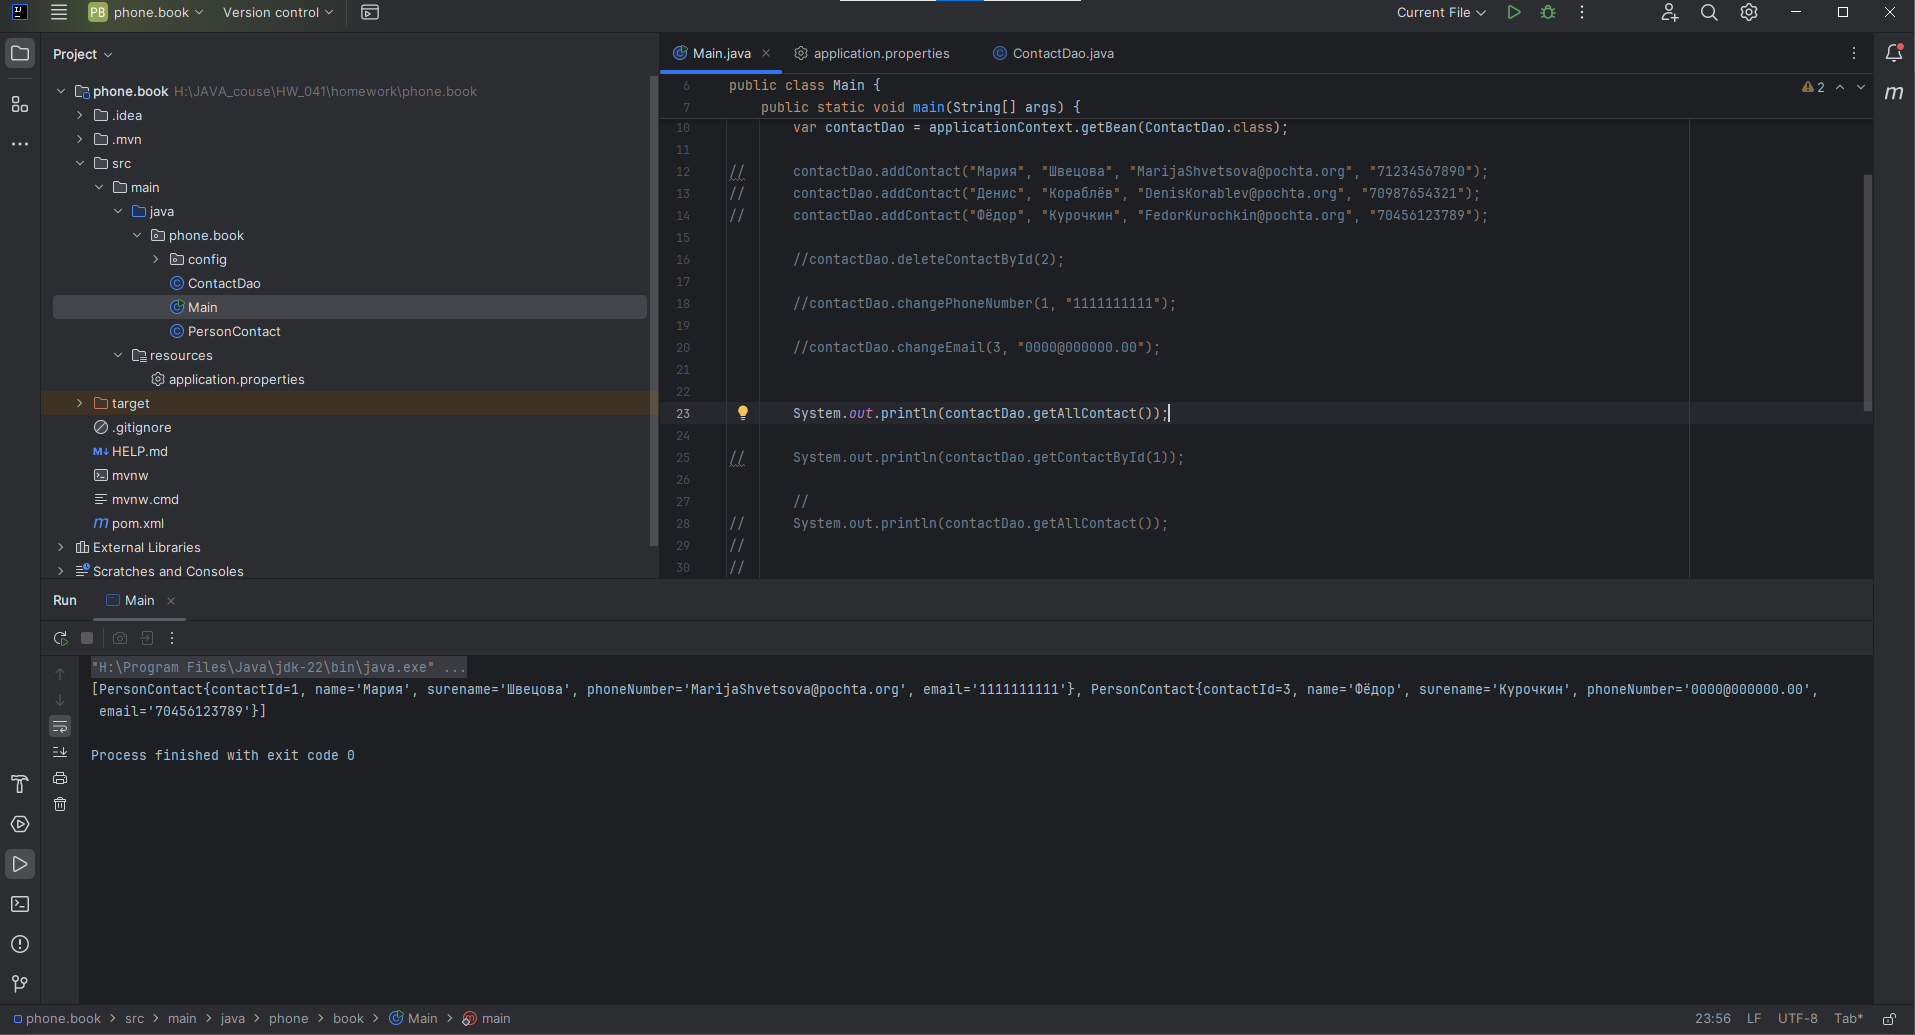 PB phone.book Version control Current File
Project
phone.book H:\JAVA_couse\HW_041\homework\phone.book
.idea
.mvn
src
main
java
phone.book
config
ContactDao
Main
PersonContact
resources
application.properties
target
.gitignore
HELP.md
mvnw
mvnw.cmd
pom.xml
External Libraries
Scratches and Consoles
Main.java application.properties ContactDao.java
2
6 public class Main {
7 public static void main(String[] args) {
10 var contactDao = applicationContext.getBean(ContactDao.class);
11
12 // contactDao.addContact("Мария", "Швецова", "MarijaShvetsova@pochta.org", "71234567890");
13 // contactDao.addContact("Денис", "Кораблёв", "DenisKorablev@pochta.org", "70987654321");
14 // contactDao.addContact("Фёдор", "Курочкин", "FedorKurochkin@pochta.org", "70456123789");
15
16 //contactDao.deleteContactById(2);
17
18 //contactDao.changePhoneNumber(1, "1111111111");
19
20 //contactDao.changeEmail(3, "0000@000000.00");
21
22
23 System.out.println(contactDao.getAllContact());
24
25 // System.out.println(contactDao.getContactById(1));
26
27 //
28 // System.out.println(contactDao.getAllContact());
29 //
30 //
Run Main
"H:\Program Files\Java\jdk-22\bin\java.exe" ...
[PersonContact{contactId=1, name='Мария', surename='Швецова', phoneNumber='MarijaShvetsova@pochta.org', email='1111111111'}, PersonContact{contactId=3, name='Фёдор', surename='Курочкин', phoneNumber='0000@000000.00',
email='70456123789'}]
Process finished with exit code 0
phone.book > src > main > java > phone > book > Main > main 23:56 LF UTF-8 Tab*